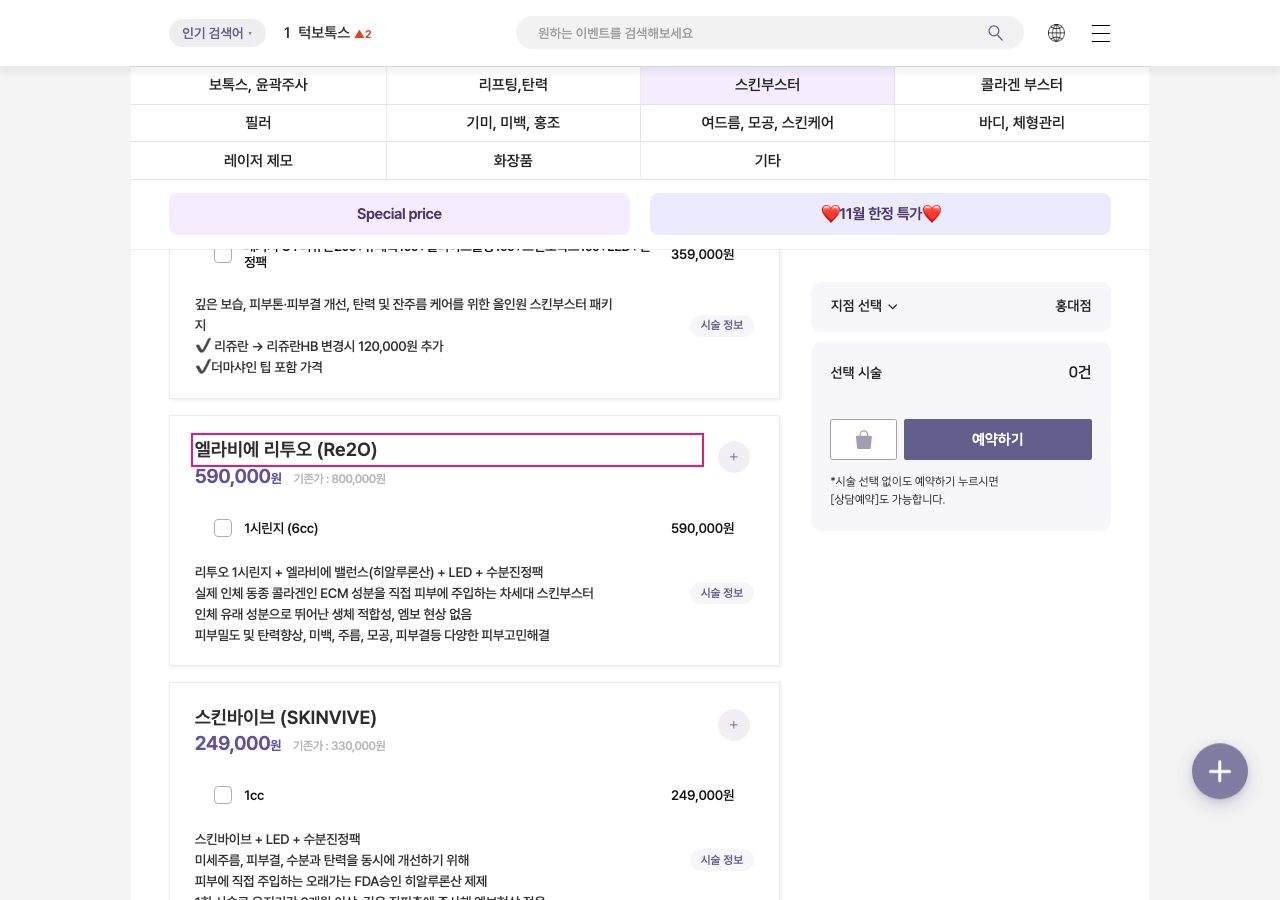 인기 검색어
1 턱보톡스 ▲2
원하는 이벤트를 검색해보세요
보톡스, 윤곽주사
리프팅,탄력
스킨부스터
콜라겐 부스터
필러
기미, 미백, 홍조
여드름, 모공, 스킨케어
바디, 체형관리
레이저 제모
화장품
기타
Special price
❤️11월 한정 특가❤️
정팩
359,000원
깊은 보습, 피부톤·피부결 개선, 탄력 및 잔주름 케어를 위한 올인원 스킨부스터 패키
지
✔️ 리쥬란 → 리쥬란HB 변경시 120,000원 추가
✔️더마샤인 팁 포함 가격
시술 정보
지점 선택
홍대점
선택 시술
0건
예약하기
*시술 선택 없이도 예약하기 누르시면
[상담예약]도 가능합니다.
엘라비에 리투오 (Re2O)
590,000원 기존가 : 800,000원
1시린지 (6cc)
590,000원
리투오 1시린지 + 엘라비에 밸런스(히알루론산) + LED + 수분진정팩
실제 인체 동종 콜라겐인 ECM 성분을 직접 피부에 주입하는 차세대 스킨부스터
인체 유래 성분으로 뛰어난 생체 적합성, 엠보 현상 없음
피부밀도 및 탄력향상, 미백, 주름, 모공, 피부결등 다양한 피부고민해결
시술 정보
스킨바이브 (SKINVIVE)
249,000원 기존가 : 330,000원
1cc
249,000원
스킨바이브 + LED + 수분진정팩
미세주름, 피부결, 수분과 탄력을 동시에 개선하기 위해
피부에 직접 주입하는 오래가는 FDA승인 히알루론산 제제
시술 정보